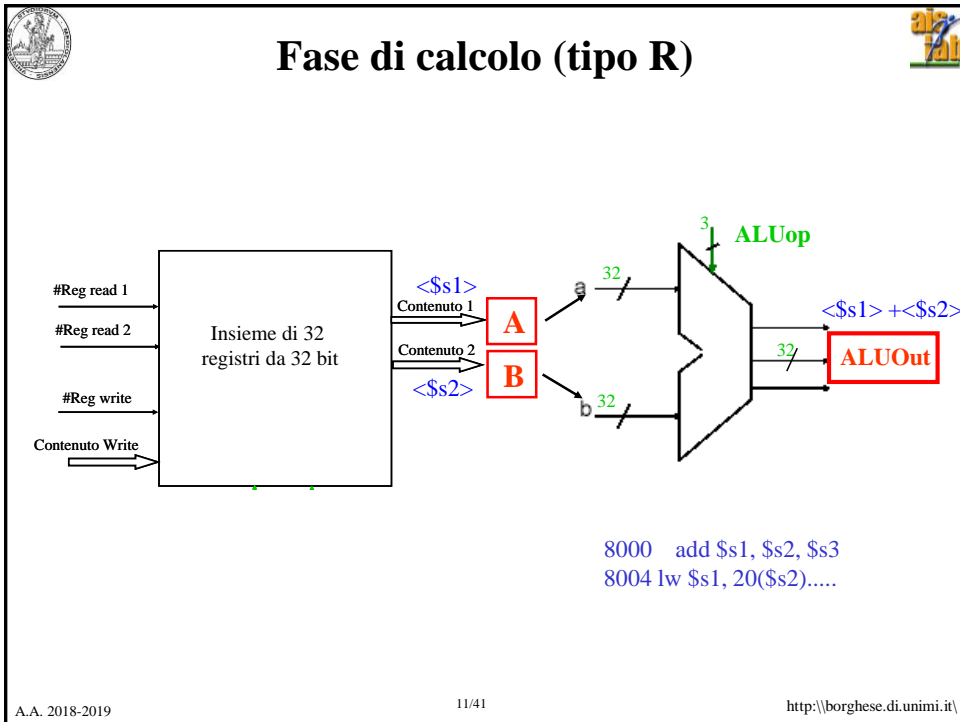 Fase di calcolo (tipo R)
3
ALUop
#Reg read 1
#Reg read 2
#Reg write
Contenuto Write
Insieme di 32
registri da 32 bit
<$s1>
Contenuto 1
Contenuto 2
<$s2>
A
B
a
32
b
32
<$s1> +<$s2>
32
ALUOut
8000 add $s1, $s2, $s3
8004 lw $s1, 20($s2).....
A.A. 2018-2019
11/41
http:\\borghese.di.unimi.it\